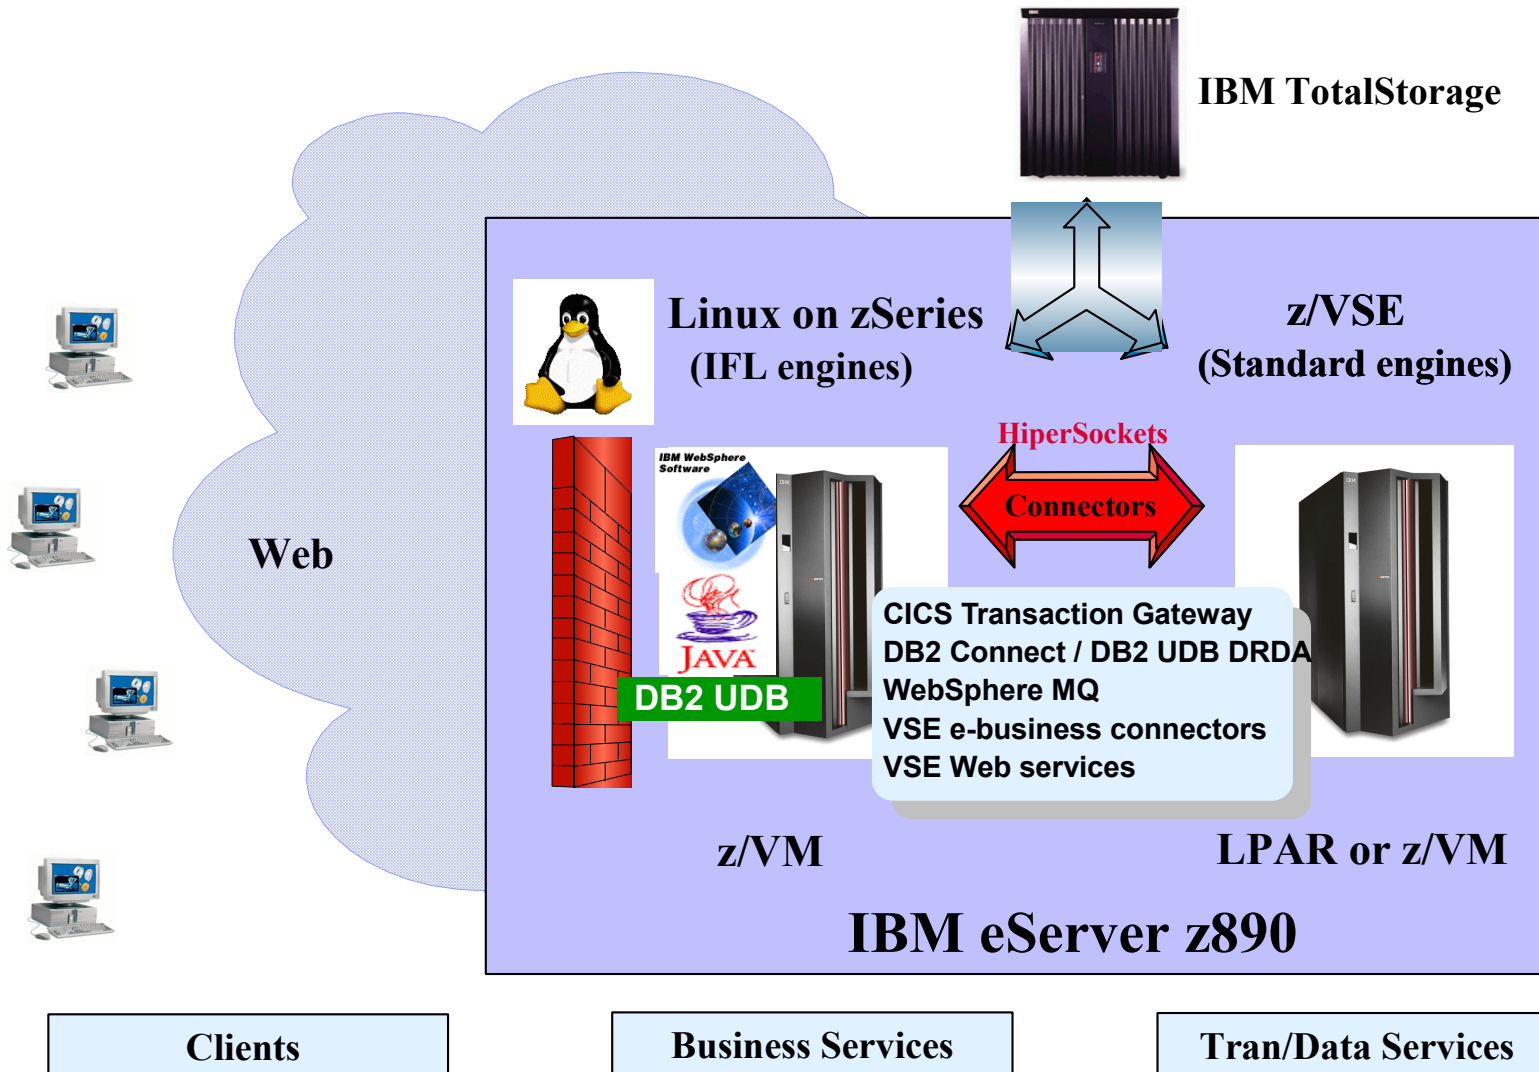 IBM TotalStorage
Linux on zSeries
(IFL engines)
z/VSE
(Standard engines)
HiperSockets
Connectors
IBM WebSphere
Software
JAVA
DB2 UDB
Web
CICS Transaction Gateway
DB2 Connect / DB2 UDB DRDA
WebSphere MQ
VSE e-business connectors
VSE Web services
z/VM
LPAR or z/VM
IBM eServer z890
Clients
Business Services
Tran/Data Services